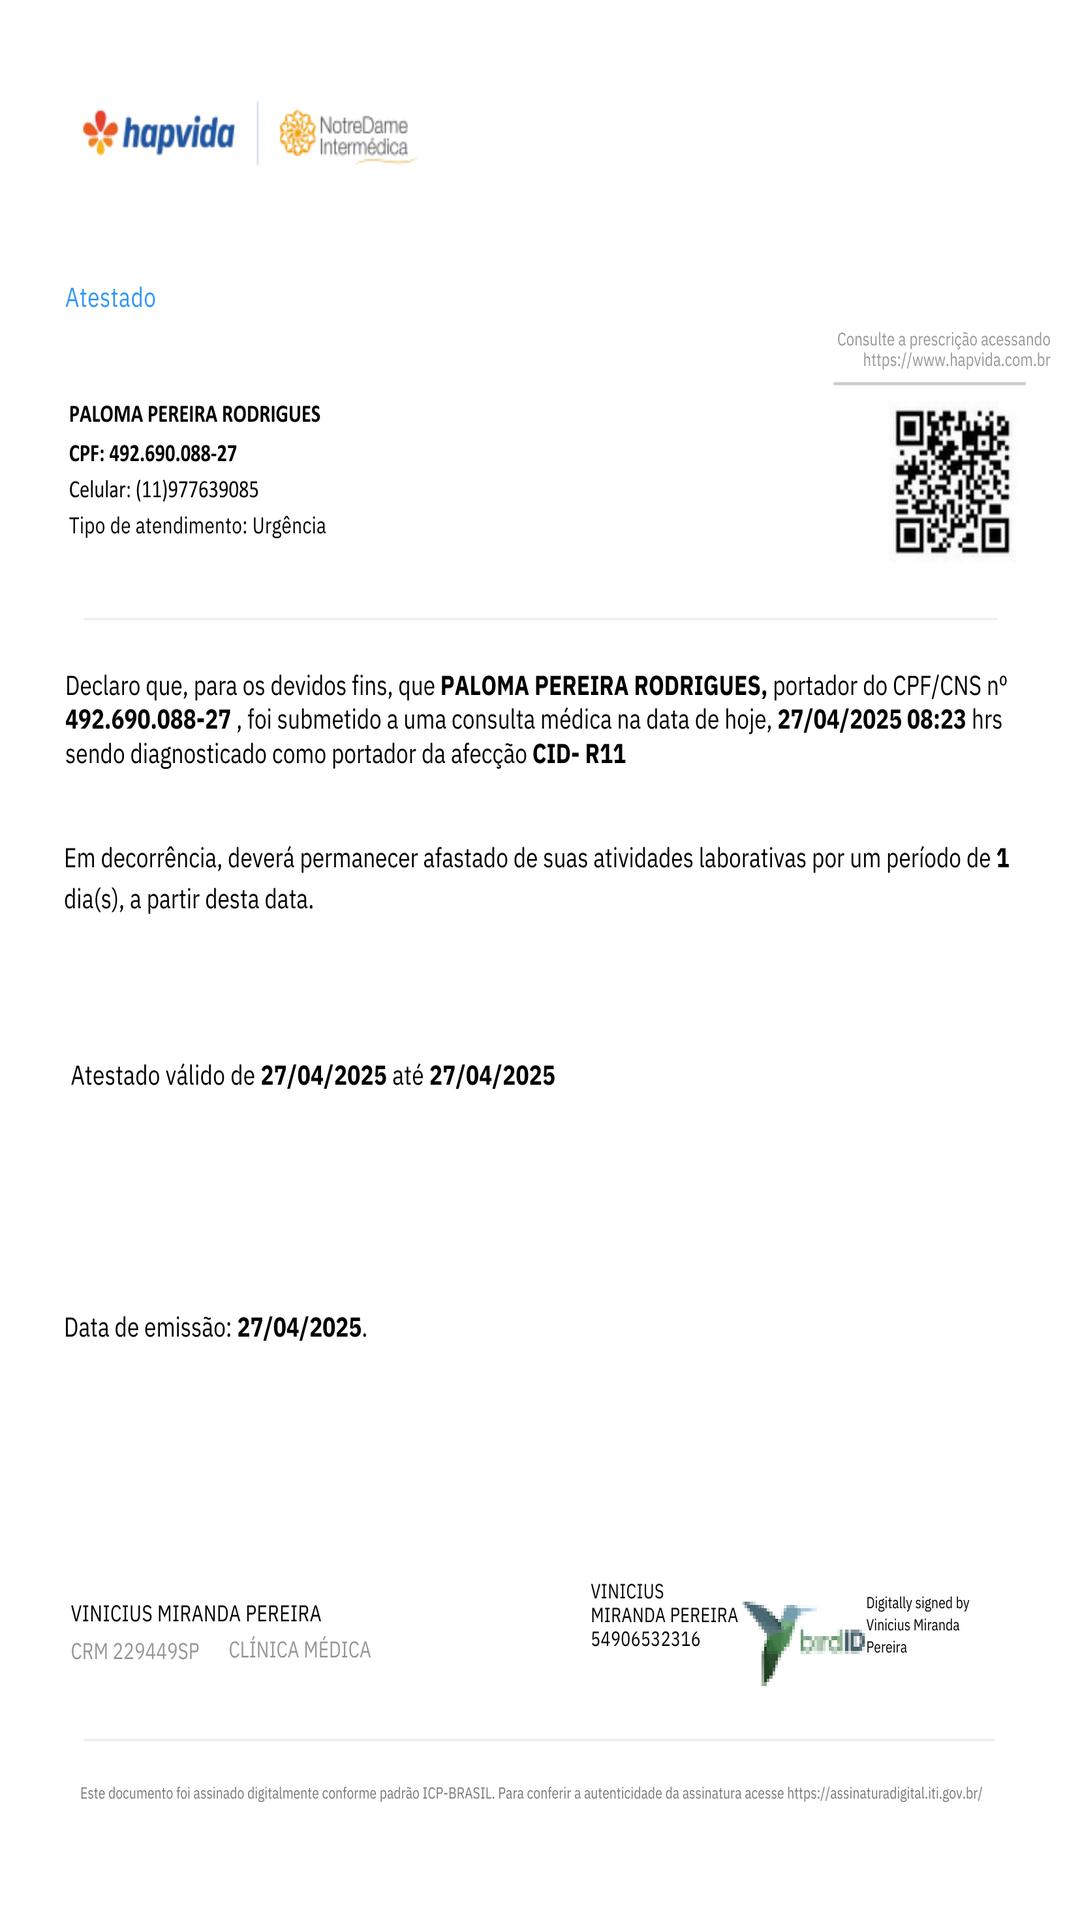 hapvida
NotreDame
Intermédica
Atestado
Consulte a prescrição acessando
https://www.hapvida.com.br
PALOMA PEREIRA RODRIGUES
CPF: 492.690.088-27
Celular: (11)977639085
Tipo de atendimento: Urgência
Declaro que, para os devidos fins, que PALOMA PEREIRA RODRIGUES, portador do CPF/CNS nº
492.690.088-27 , foi submetido a uma consulta médica na data de hoje, 27/04/2025 08:23 hrs
sendo diagnosticado como portador da afecção CID- R11
Em decorrência, deverá permanecer afastado de suas atividades laborativas por um período de 1
dia(s), a partir desta data.
Atestado válido de 27/04/2025 até 27/04/2025
Data de emissão: 27/04/2025.
VINICIUS MIRANDA PEREIRA
CRM 229449SP CLÍNICA MÉDICA
VINICIUS
MIRANDA PEREIRA
54906532316
birdID
Digitally signed by
Vinicius Miranda
Pereira
Este documento foi assinado digitalmente conforme padrão ICP-BRASIL. Para conferir a autenticidade da assinatura acesse https://assinaturadigital.iti.gov.br/